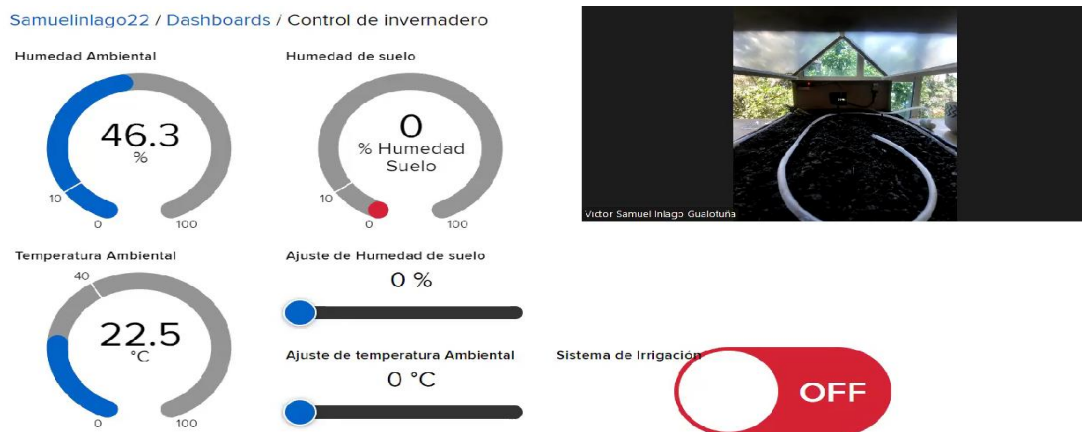 Samuelinlago22 / Dashboards / Control de invernadero
Humedad Ambiental
46.3
%
10
0
100
Humedad de suelo
0
% Humedad
Suelo
10
0
100
Victor Samuel Inlago Gualotuña
Temperatura Ambiental
40
22.5
°C
0
100
Ajuste de Humedad de suelo
0 %
Ajuste de temperatura Ambiental
0 °C
Sistema de Irrigación
OFF